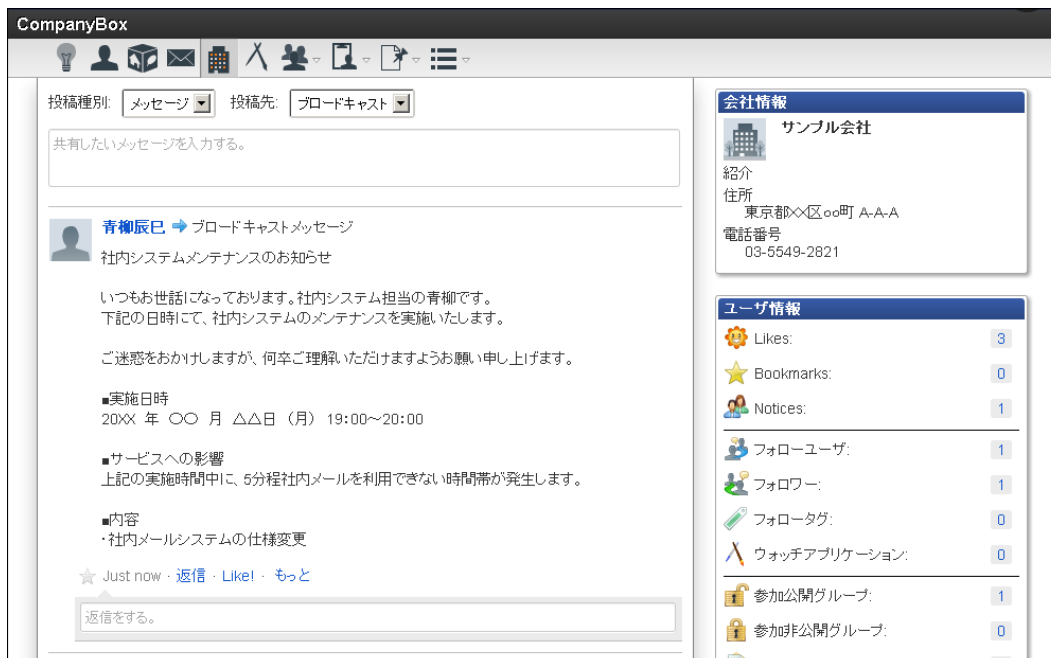 CompanyBox
投稿種別: メッセージ 投稿先: ブロードキャスト
共有したいメッセージを入力する。
青柳辰巳 ブロードキャストメッセージ
社内システムメンテナンスのお知らせ
いつもお世話になっております。社内システム担当の青柳です。
下記の日時にて、社内システムのメンテナンスを実施いたします。
ご迷惑をおかけしますが、何卒ご理解いただけますようお願い申し上げます。
■実施日時
20XX 年 〇〇 月 △△日 (月) 19:00~20:00
■サービスへの影響
上記の実施時間中に、5分程社内メールを利用できない時間帯が発生します。
■内容
・社内メールシステムの仕様変更
Just now · 返信 · Like! · もっと
返信をする。
会社情報
サンプル会社
紹介
住所
東京都××区○○町 A-A-A
電話番号
03-5549-2821
ユーザ情報
Likes: 3
Bookmarks: 0
Notices: 1
フォローユーザ: 1
フォロワー: 1
フォロータグ: 0
ウォッチアプリケーション: 0
参加公開グループ: 1
参加非公開グループ: 0